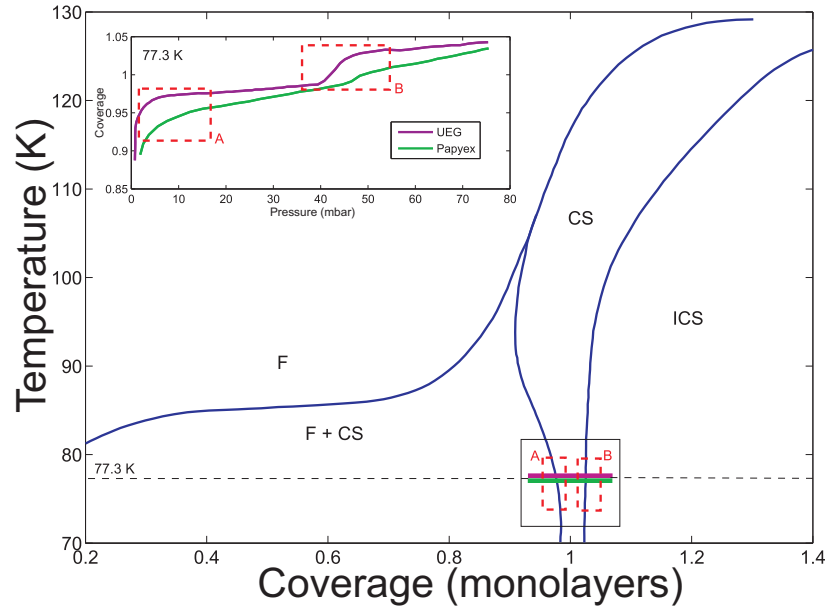 130
120
110
100
90
80
70
Temperature (K)
1.05
1
0.95
0.9
0.85
Coverage
77.3 K
A
B
UEG
Papyex
0
10
20
30
40
50
60
70
80
Pressure (mbar)
CS
ICS
F
F + CS
77.3 K
A
B
0.2
0.4
0.6
0.8
1
1.2
1.4
Coverage (monolayers)